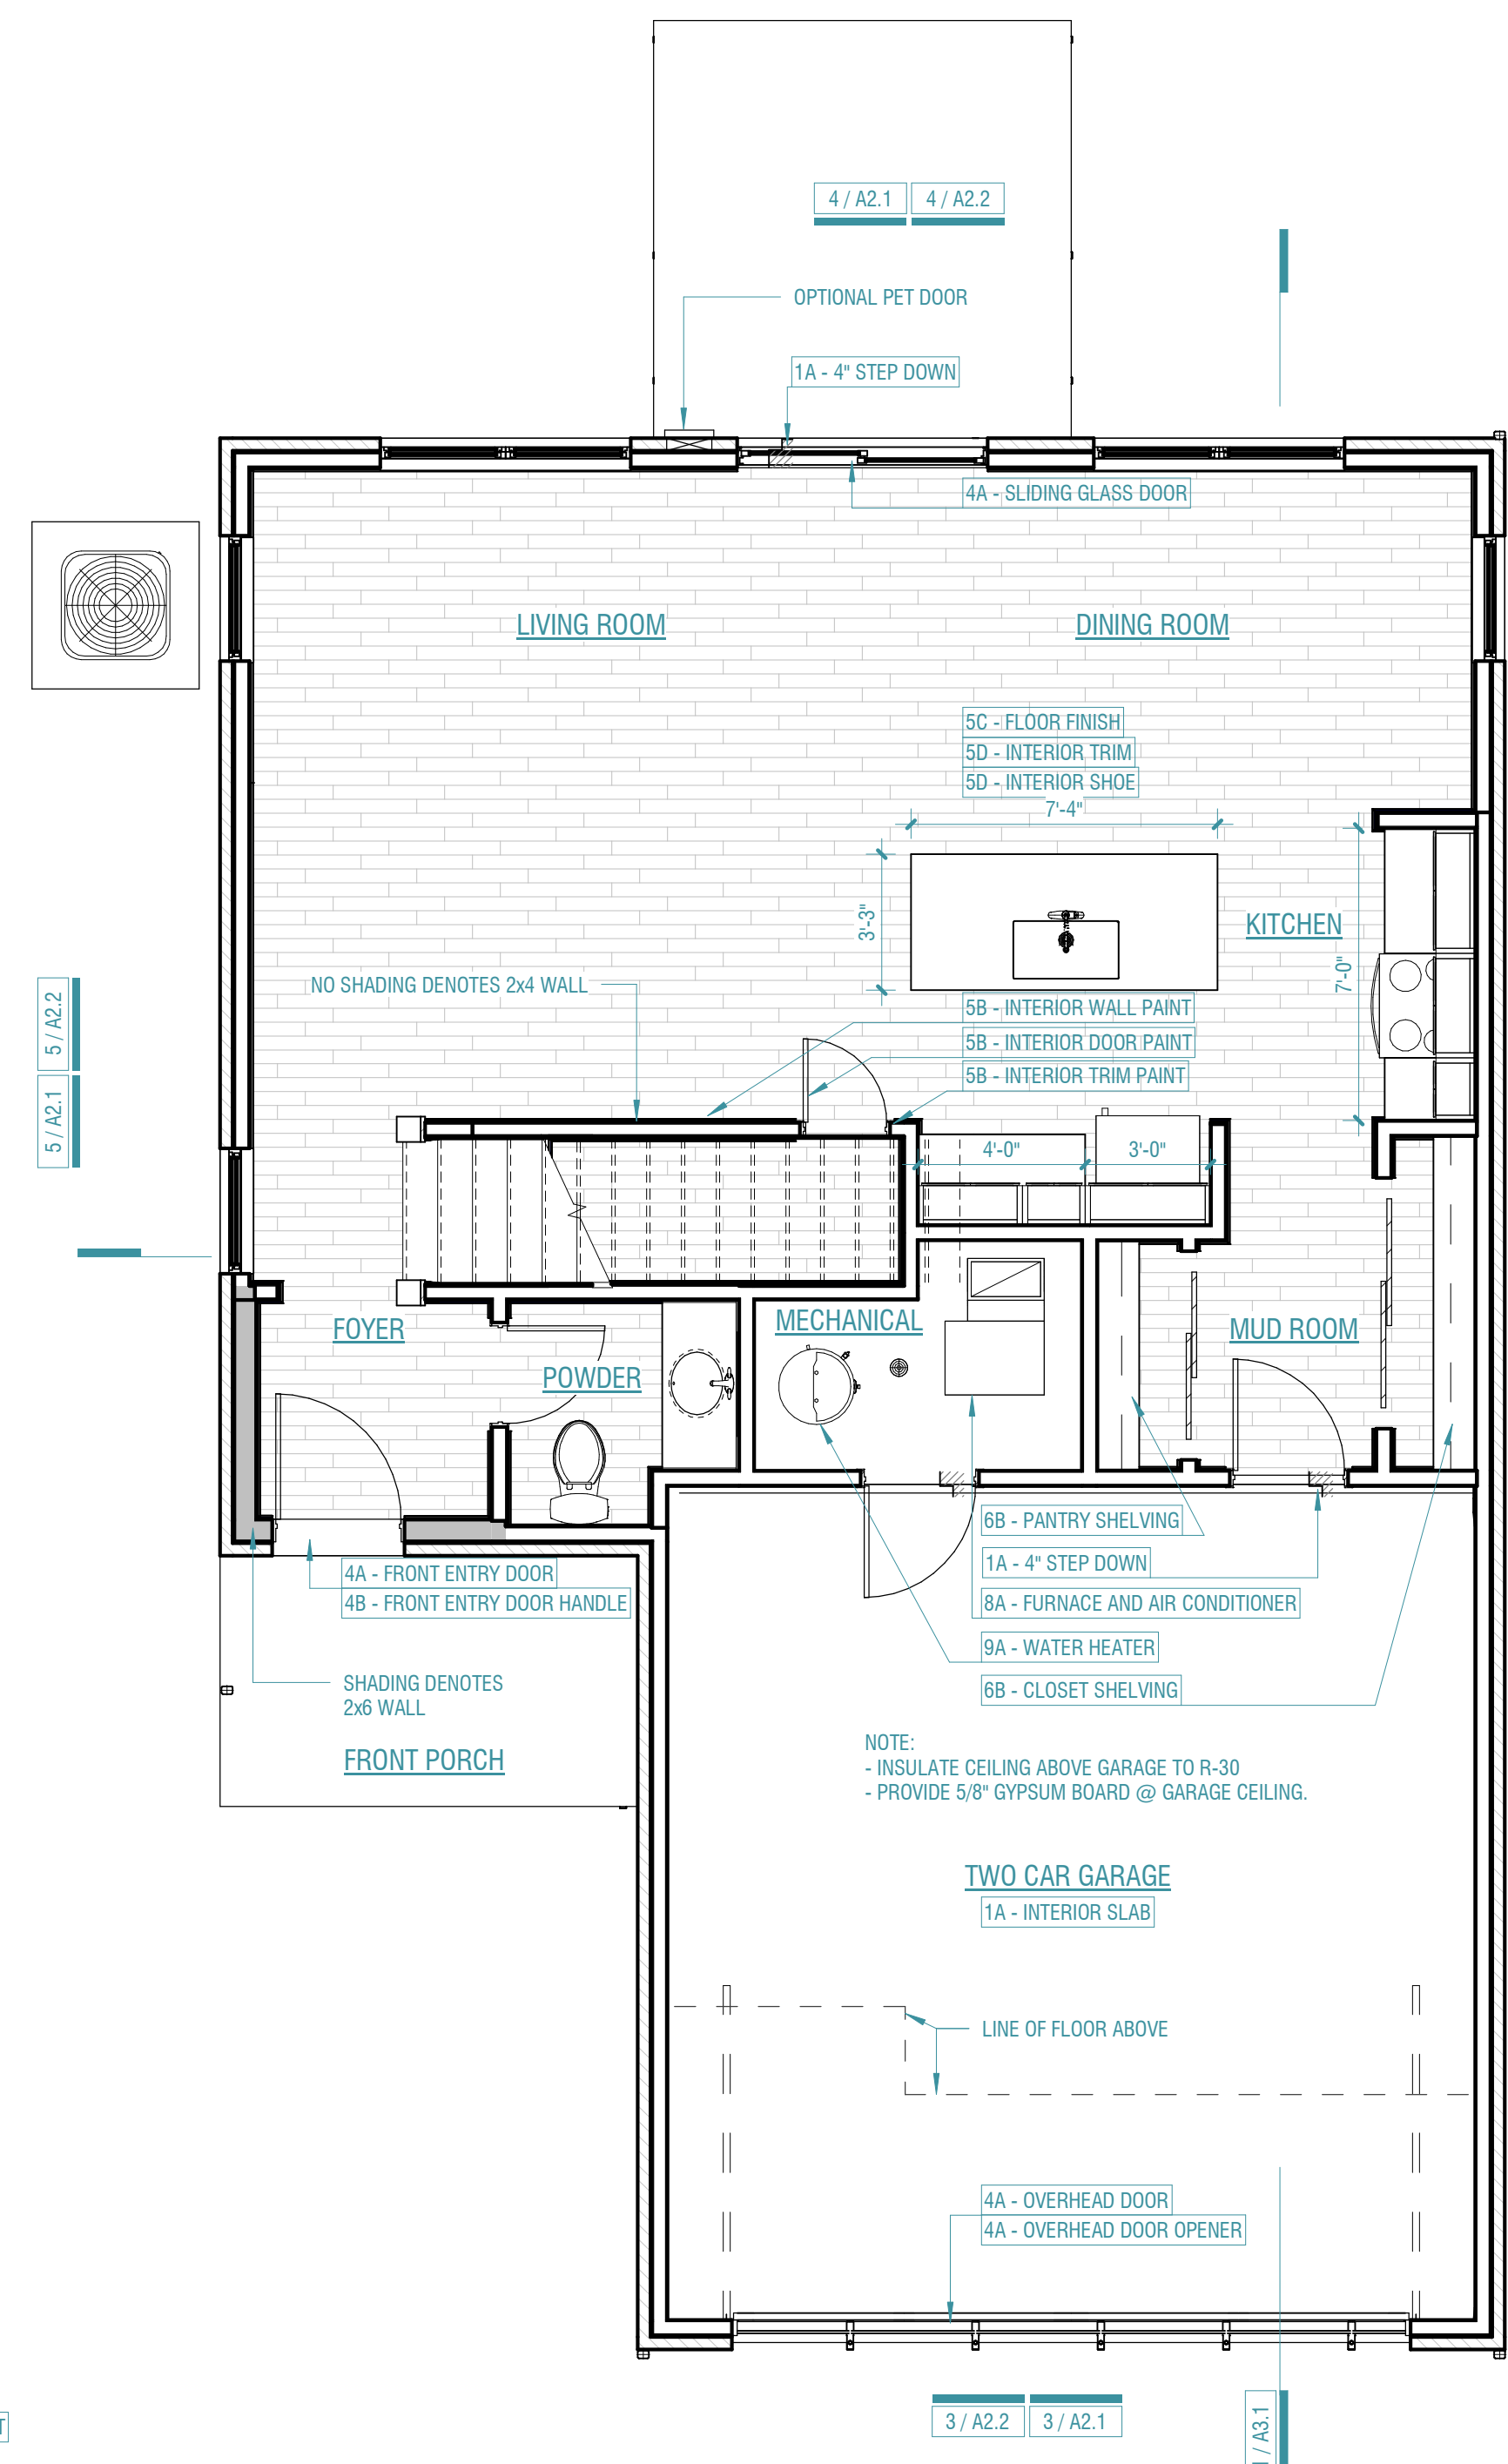 4 / A2.1
4 / A2.2
OPTIONAL PET DOOR
1A - 4" STEP DOWN
4A - SLIDING GLASS DOOR
LIVING ROOM
DINING ROOM
5C - FLOOR FINISH
5D - INTERIOR TRIM
5D - INTERIOR SHOE
7'-4"
3'-3"
KITCHEN
7'-0"
NO SHADING DENOTES 2x4 WALL
5B - INTERIOR WALL PAINT
5B - INTERIOR DOOR PAINT
5B - INTERIOR TRIM PAINT
5 / A2.2
5 / A2.1
4'-0"
3'-0"
FOYER
MECHANICAL
MUD ROOM
POWDER
6B - PANTRY SHELVING
1A - 4" STEP DOWN
4A - FRONT ENTRY DOOR
4B - FRONT ENTRY DOOR HANDLE
8A - FURNACE AND AIR CONDITIONER
9A - WATER HEATER
6B - CLOSET SHELVING
SHADING DENOTES
2x6 WALL
FRONT PORCH
NOTE:
- INSULATE CEILING ABOVE GARAGE TO R-30
- PROVIDE 5/8" GYPSUM BOARD @ GARAGE CEILING.
TWO CAR GARAGE
1A - INTERIOR SLAB
LINE OF FLOOR ABOVE
4A - OVERHEAD DOOR
4A - OVERHEAD DOOR OPENER
3 / A2.2
3 / A2.1
/ A3.1